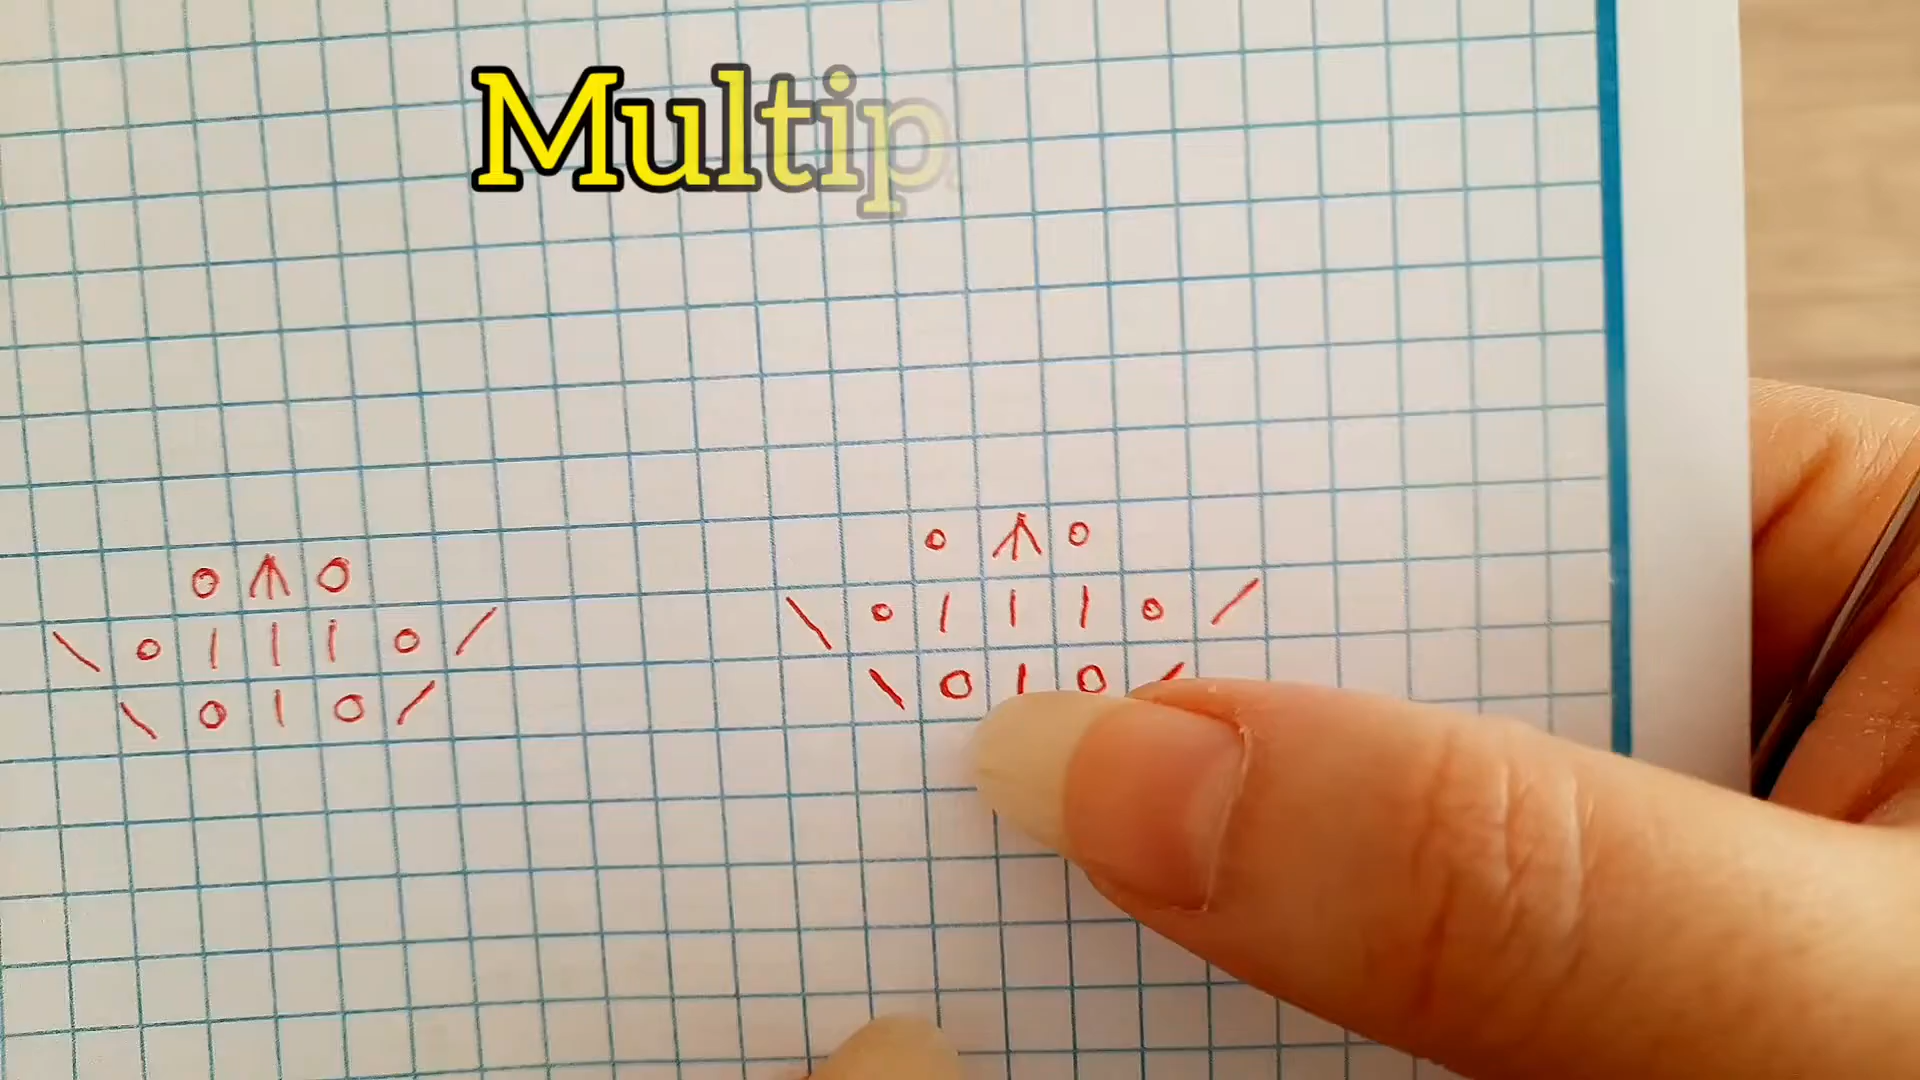 Multip
O ⩚ O O ⩚ O
\ O | | | O / \ O | | | O /
\ O | O / \ O | O /